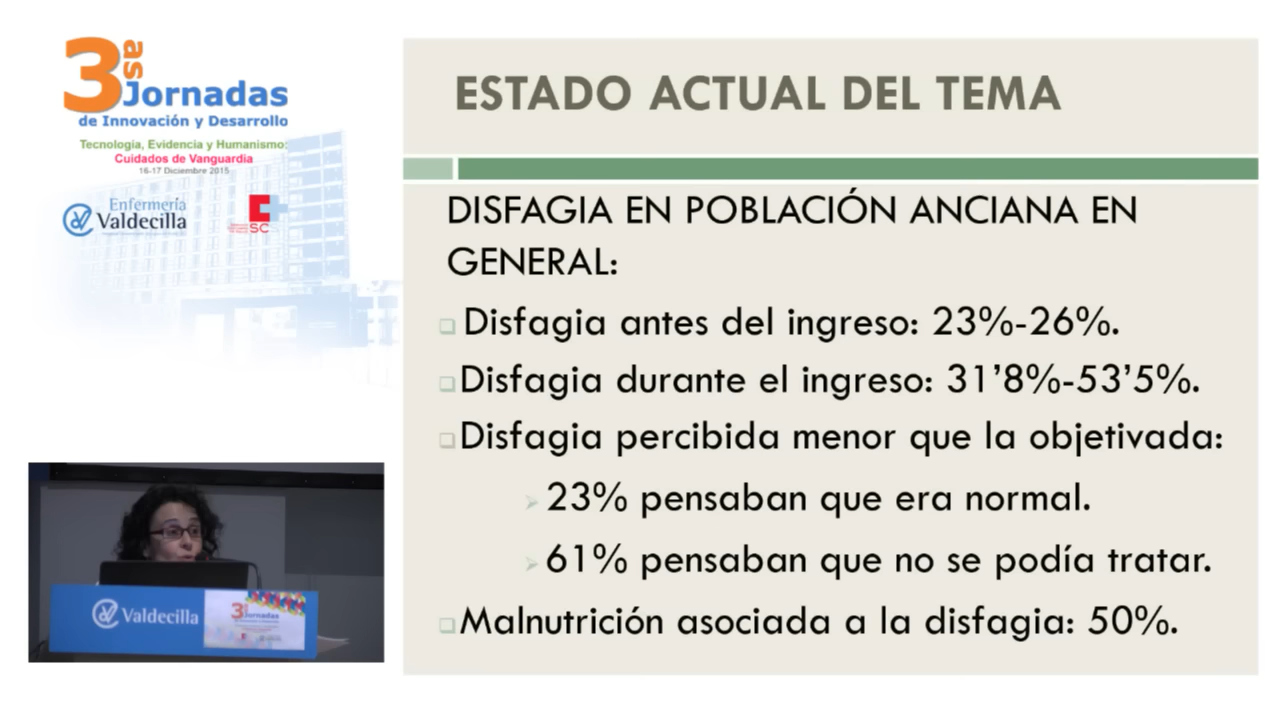 3as Jornadas
de Innovación y Desarrollo
Tecnología, Evidencia y Humanismo:
Cuidados de Vanguardia
16-17 Diciembre 2015
Enfermería
Valdecilla
SC
ESTADO ACTUAL DEL TEMA
DISFAGIA EN POBLACIÓN ANCIANA EN
GENERAL:
Disfagia antes del ingreso: 23%-26%.
Disfagia durante el ingreso: 31’8%-53’5%.
Disfagia percibida menor que la objetivada:
23% pensaban que era normal.
61% pensaban que no se podía tratar.
Malnutrición asociada a la disfagia: 50%.
Valdecilla
3as Jornadas